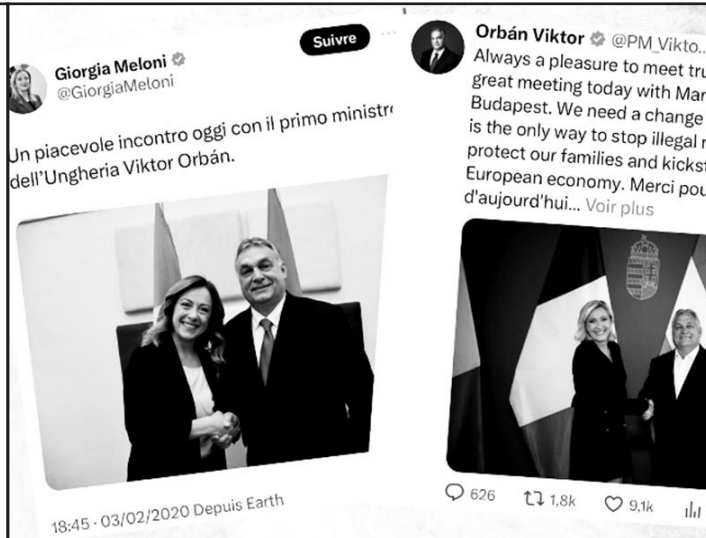 Giorgia Meloni
@GiorgiaMeloni
Suivre
Un piacevole incontro oggi con il primo ministr
dell'Ungheria Viktor Orbán.
18:45 · 03/02/2020 Depuis Earth
Orbán Viktor @PM_Vikto...
Always a pleasure to meet tru
great meeting today with Mar
Budapest. We need a change
is the only way to stop illegal
protect our families and kicks
European economy. Merci pou
d'aujourd'hui... Voir plus
626 1,8k 9,1k